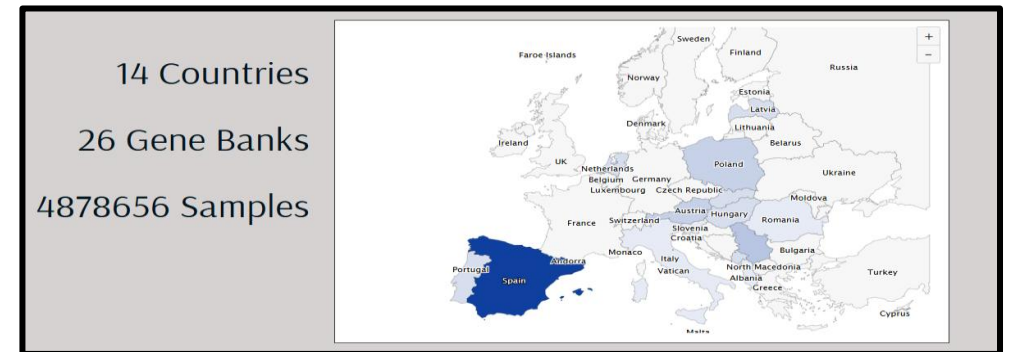 14 Countries
26 Gene Banks
4878656 Samples
+
−
Sweden
Finland
Faroe Islands
Russia
Norway
Estonia
Latvia
Denmark
Lithuania
Ireland
Belarus
UK
Netherlands
Poland
Ukraine
Belgium
Germany
Luxembourg
Czech Republic
Moldova
Austria
Hungary
France
Switzerland
Romania
Slovenia
Croatia
Monaco
Bulgaria
Andorra
Italy
Portugal
Vatican
North Macedonia
Turkey
Spain
Albania
Greece
Cyprus
Malta